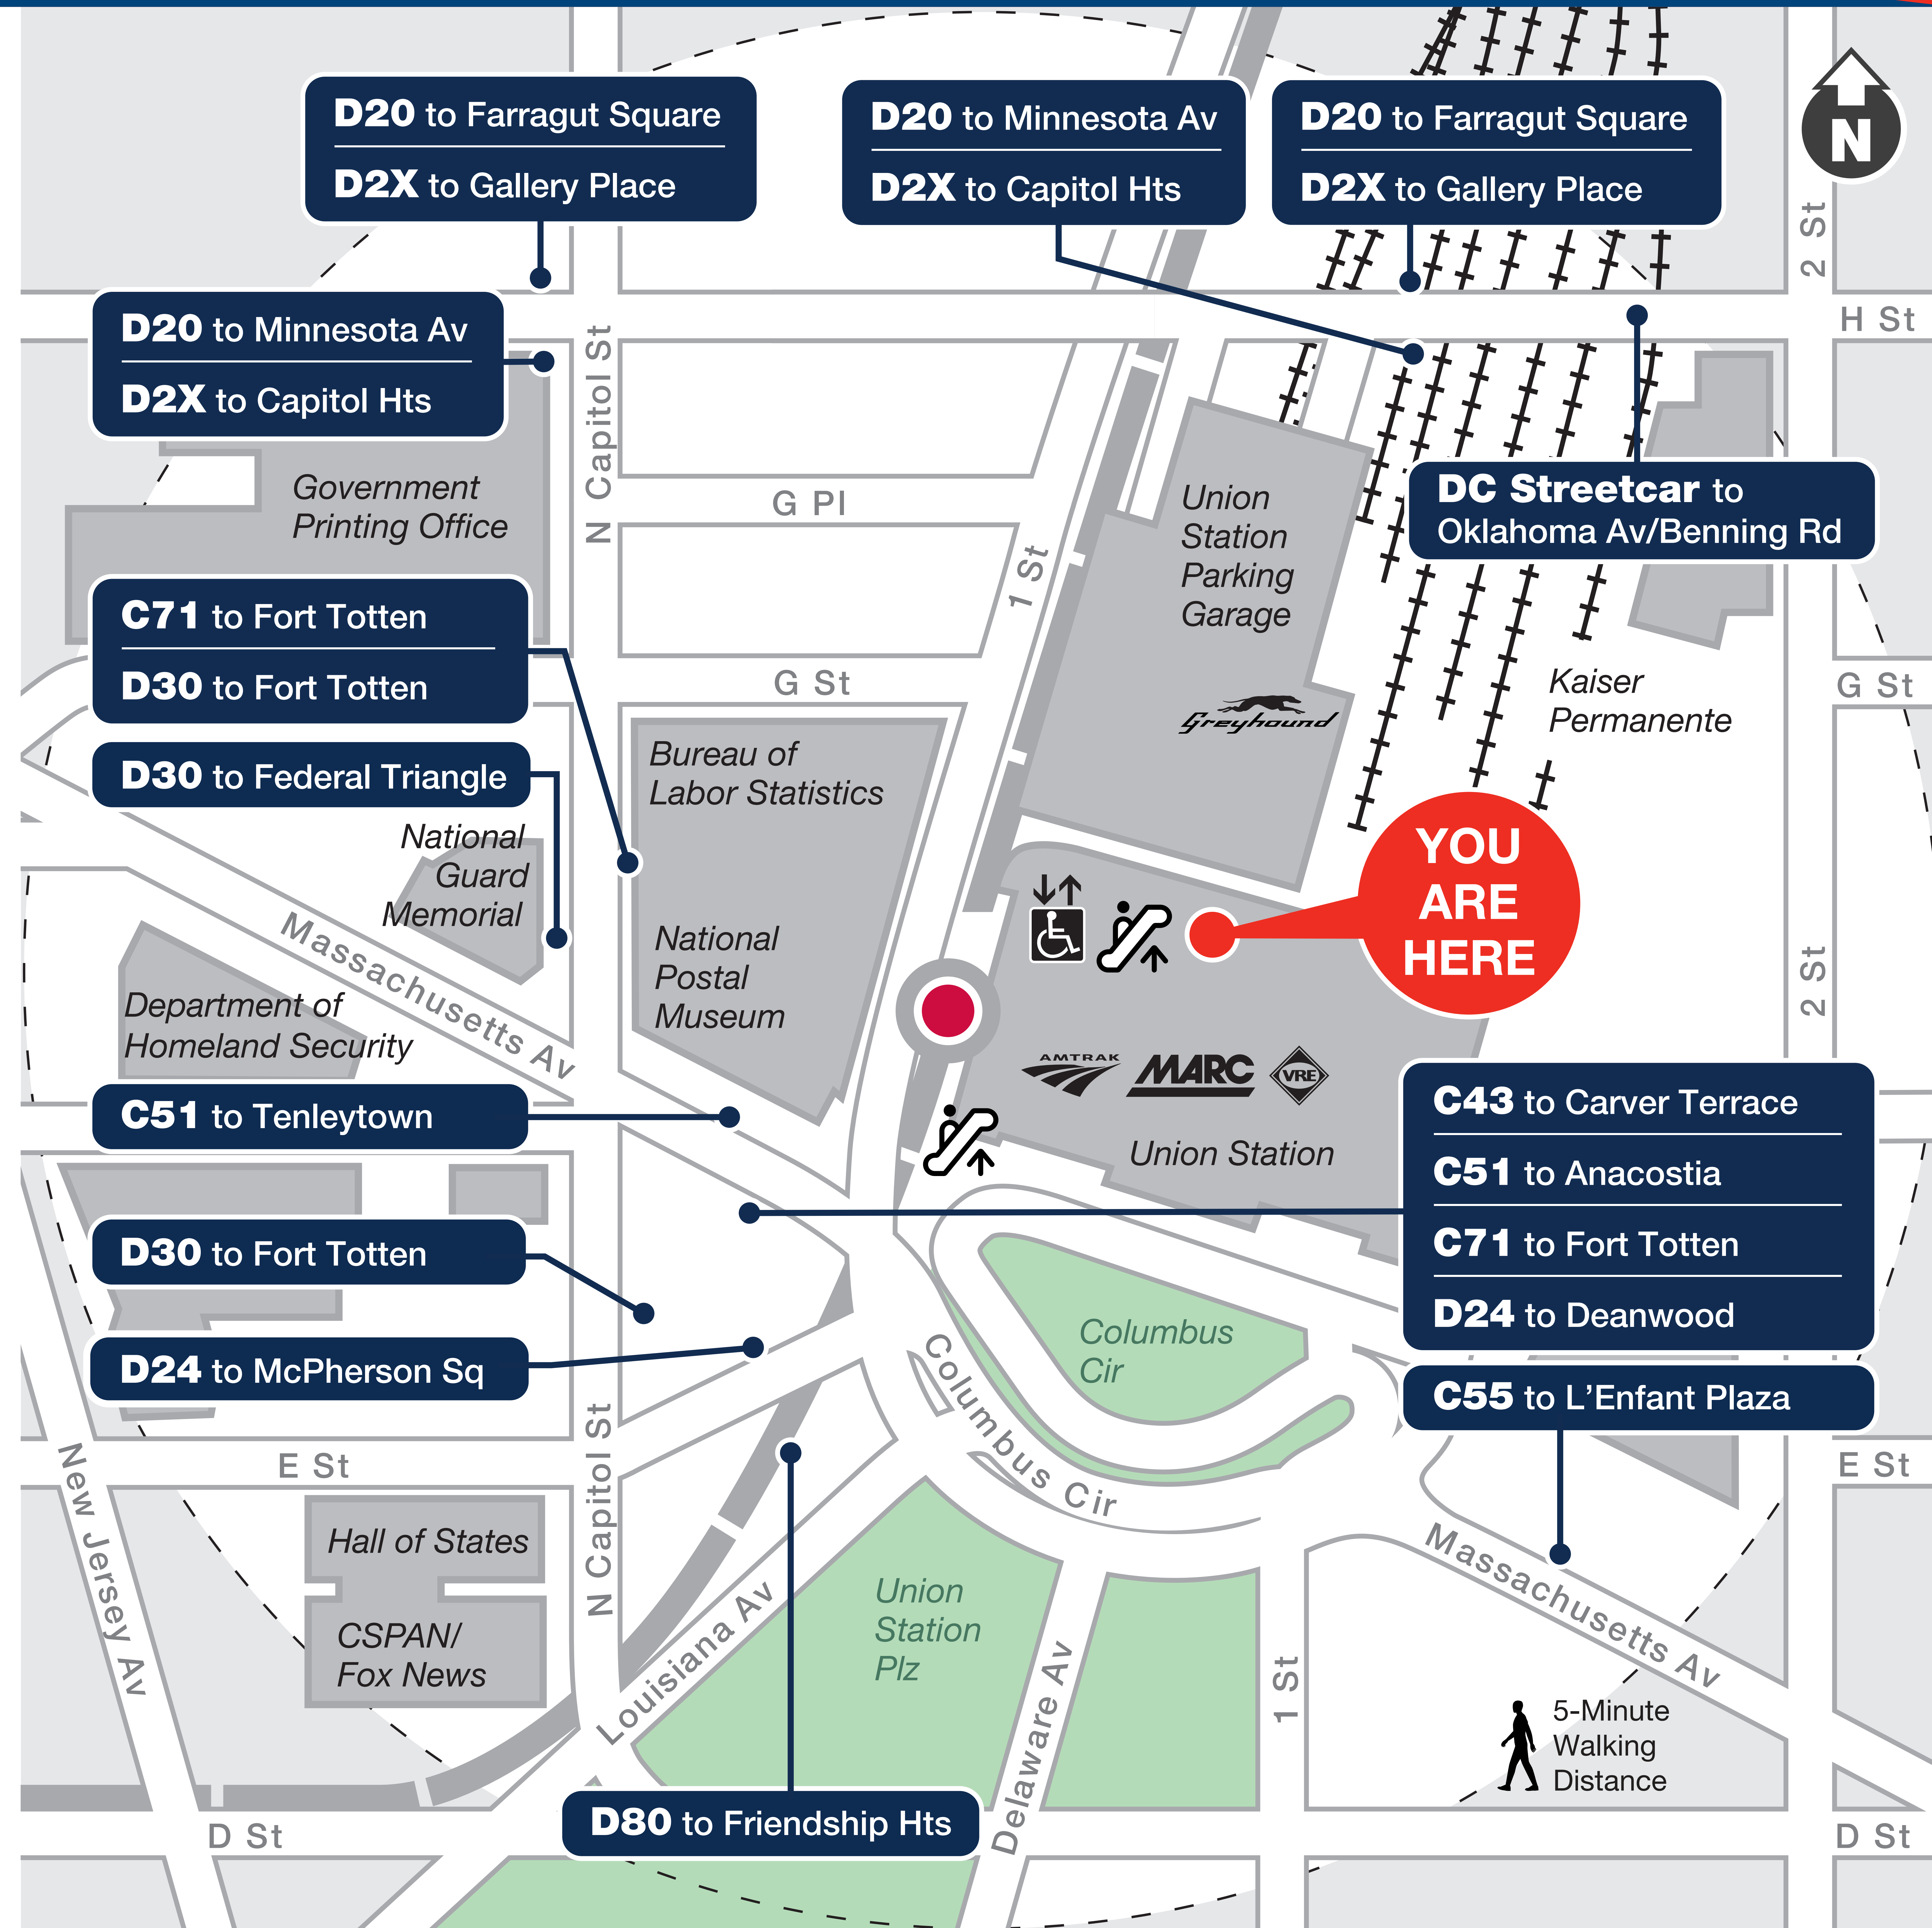 D20 to Farragut Square
D2X to Gallery Place
D20 to Minnesota Av
D2X to Capitol Hts
D20 to Farragut Square
D2X to Gallery Place
N
2 St
D20 to Minnesota Av
D2X to Capitol Hts
N Capitol St
H St
Government
Printing Office
G Pl
1 St
Union
Station
Parking
Garage
DC Streetcar to
Oklahoma Av/Benning Rd
C71 to Fort Totten
D30 to Fort Totten
G St
Greyhound
Kaiser
Permanente
G St
D30 to Federal Triangle
Bureau of
Labor Statistics
National
Guard
Memorial
YOU
ARE
HERE
Massachusetts Av
National
Postal
Museum
2 St
Department of
Homeland Security
AMTRAK
MARC
VRE
C51 to Tenleytown
Union Station
C43 to Carver Terrace
C51 to Anacostia
C71 to Fort Totten
D24 to Deanwood
D30 to Fort Totten
D24 to McPherson Sq
Columbus
Cir
Columbus Cir
C55 to L'Enfant Plaza
New Jersey Av
E St
N Capitol St
E St
Hall of States
CSPAN/
Fox News
Louisiana Av
Union
Station
Plz
Delaware Av
1 St
Massachusetts Av
5-Minute
Walking
Distance
D80 to Friendship Hts
D St
D St